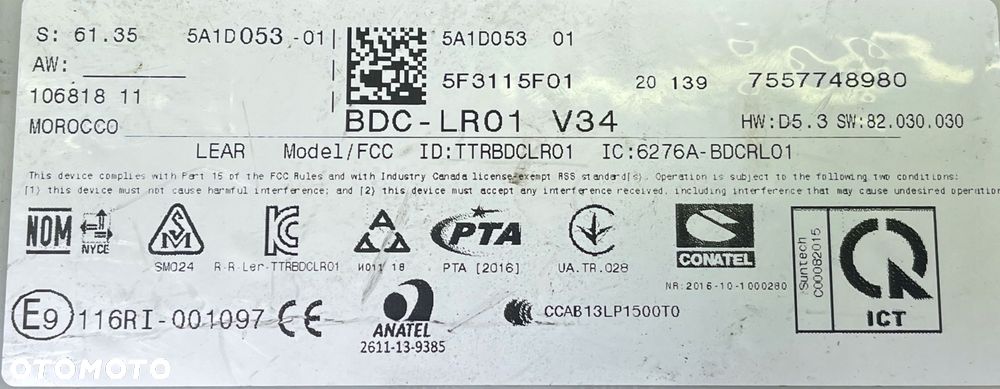 S: 61.35 5A1D053 -01 5A1D053 01
AW:
5F3115F01 20 139 7557748980
106818 11
MOROCCO BDC-LR01 V34 HW:D5.3 SW:82.030.030
LEAR Model/FCC ID:TTRBDCLR01 IC:6276A-BDCRL01
This device complies with Part 15 of the FCC Rules and with Industry Canada license-exempt RSS standard(s). Operation is subject to the following two conditions:
(1) this device must not cause harmful interference; and (2) this device must accept any interference received, including interference that may cause undesired operation
NOM NYCE
SM
SM024
R-R-Ler-TTRBDCLR01
PTA
PTA [2016]
UA.TR.028
CONATEL
NR:2016-10-1000280
Suntech
C00082015
ICT
E9 116RI-001097 CE
ANATEL
2611-13-9385
CCAB13LP1500T0
OTOMOTO